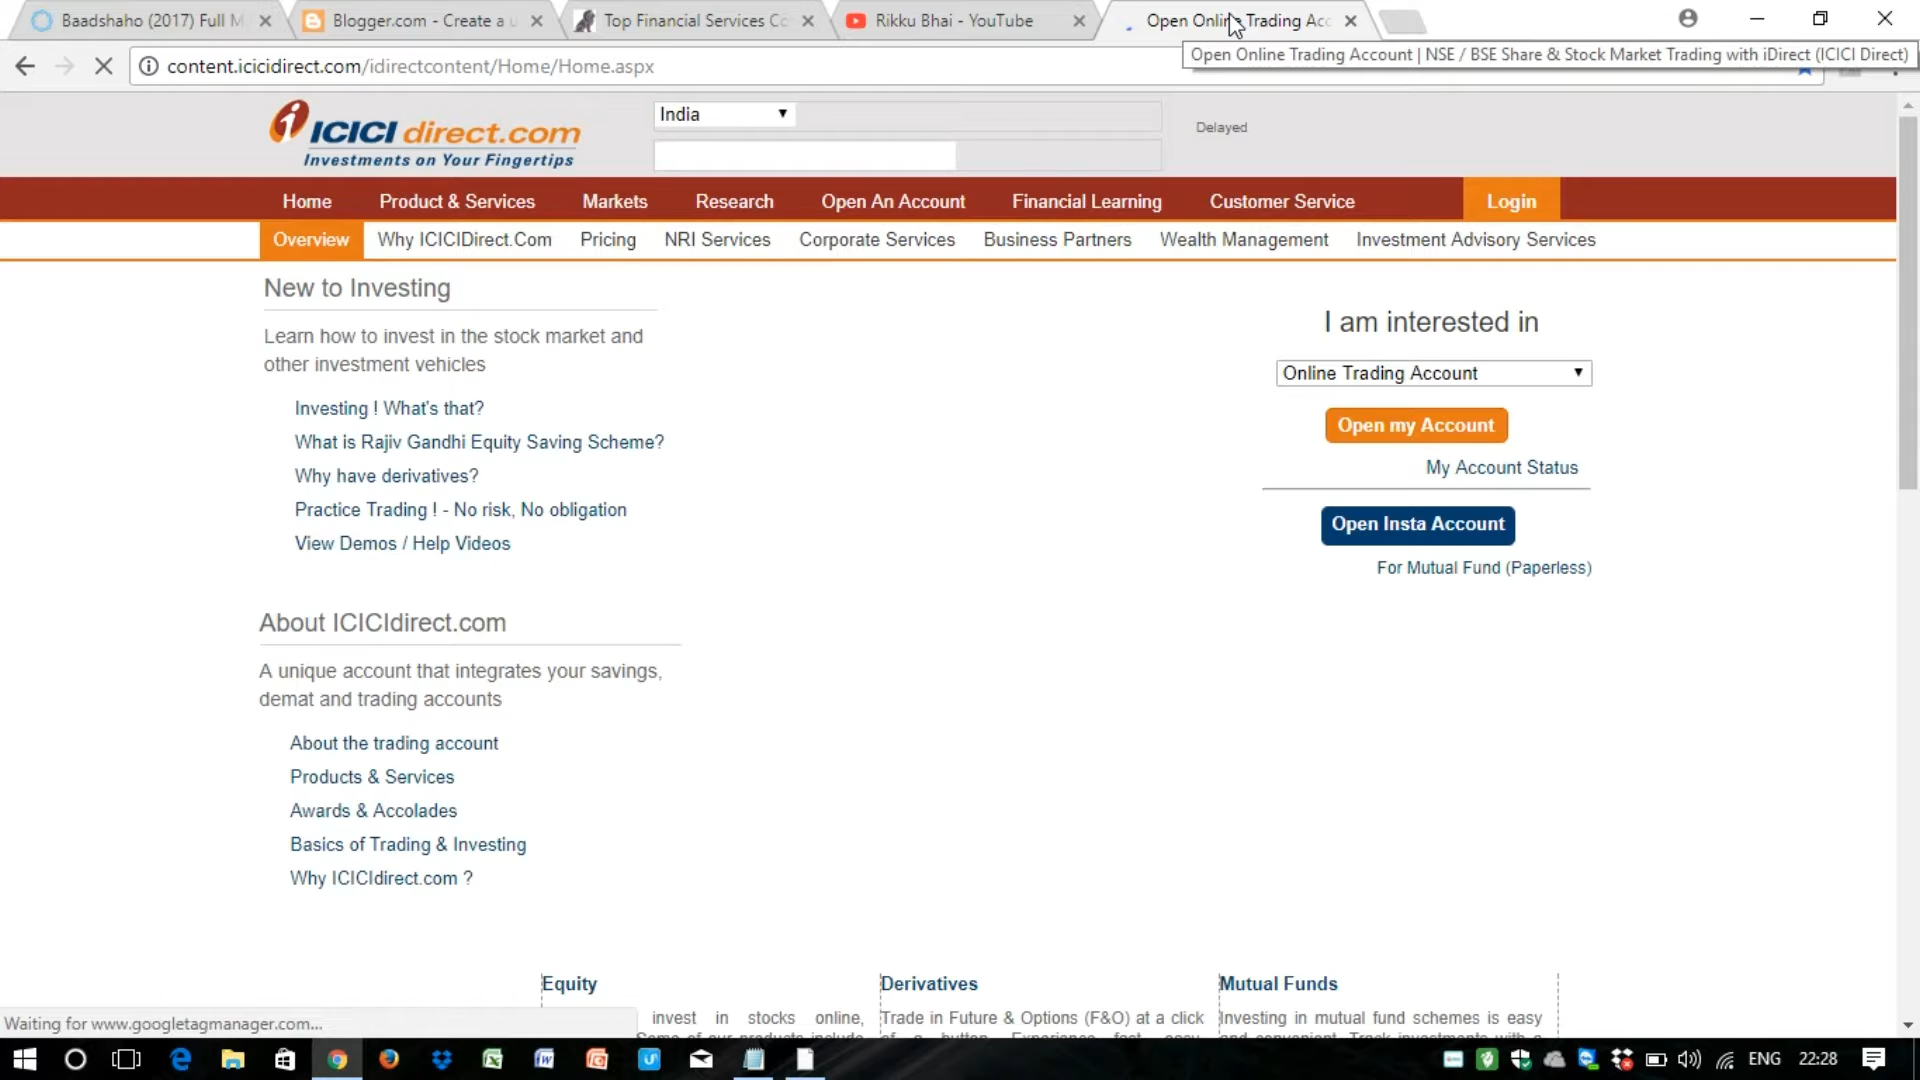 Baadshaho (2017) Full M
Blogger.com - Create a u
Top Financial Services Co
Rikku Bhai - YouTube
Open Online Trading Acc
content.icicidirect.com/idirectcontent/Home/Home.aspx
Open Online Trading Account | NSE / BSE Share & Stock Market Trading with iDirect (ICICI Direct)
ICICI direct.com
Investments on Your Fingertips
India
Delayed
Home Product & Services Markets Research Open An Account Financial Learning Customer Service Login
Overview Why ICICIDirect.Com Pricing NRI Services Corporate Services Business Partners Wealth Management Investment Advisory Services
New to Investing
Learn how to invest in the stock market and
other investment vehicles
Investing ! What's that?
What is Rajiv Gandhi Equity Saving Scheme?
Why have derivatives?
Practice Trading ! - No risk, No obligation
View Demos / Help Videos
I am interested in
Online Trading Account
Open my Account
My Account Status
Open Insta Account
For Mutual Fund (Paperless)
About ICICIdirect.com
A unique account that integrates your savings,
demat and trading accounts
About the trading account
Products & Services
Awards & Accolades
Basics of Trading & Investing
Why ICICIdirect.com ?
Equity
invest in stocks online,
Derivatives
Trade in Future & Options (F&O) at a click
Mutual Funds
Investing in mutual fund schemes is easy
Waiting for www.googletagmanager.com...
ENG 22:28